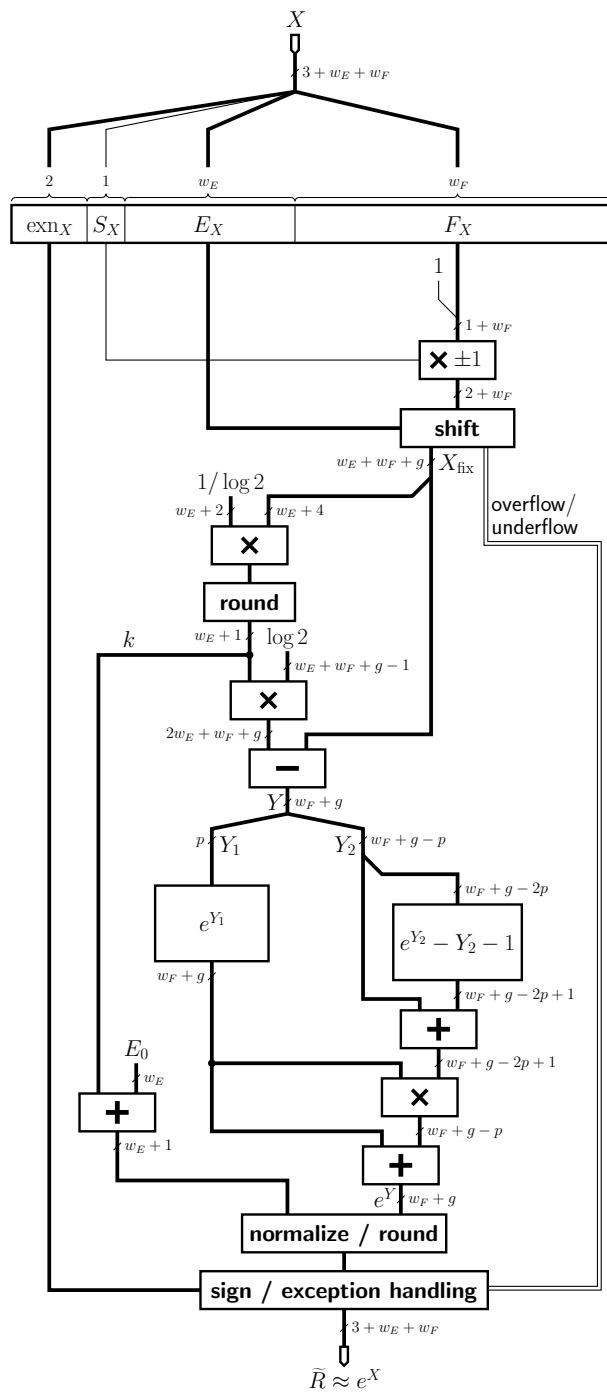 X
3 + w_E + w_F
2 1 w_E w_F
exn_X S_X E_X F_X
1
1 + w_F
× ±1
2 + w_F
shift
w_E + w_F + g X_fix
1/ log 2
overflow/
underflow
w_E + 2 w_E + 4
×
round
w_E + 1 log 2
k
w_E + w_F + g − 1
×
2w_E + w_F + g
−
Y w_F + g
p Y_1 Y_2 w_F + g − p
w_F + g − 2p
e^{Y_1} e^{Y_2} − Y_2 − 1
w_F + g w_F + g − 2p + 1
+
E_0 w_F + g − 2p + 1
w_E
×
+
w_E + 1 w_F + g − p
+
e^Y w_F + g
normalize / round
sign / exception handling
3 + w_E + w_F
R̃ ≈ e^X